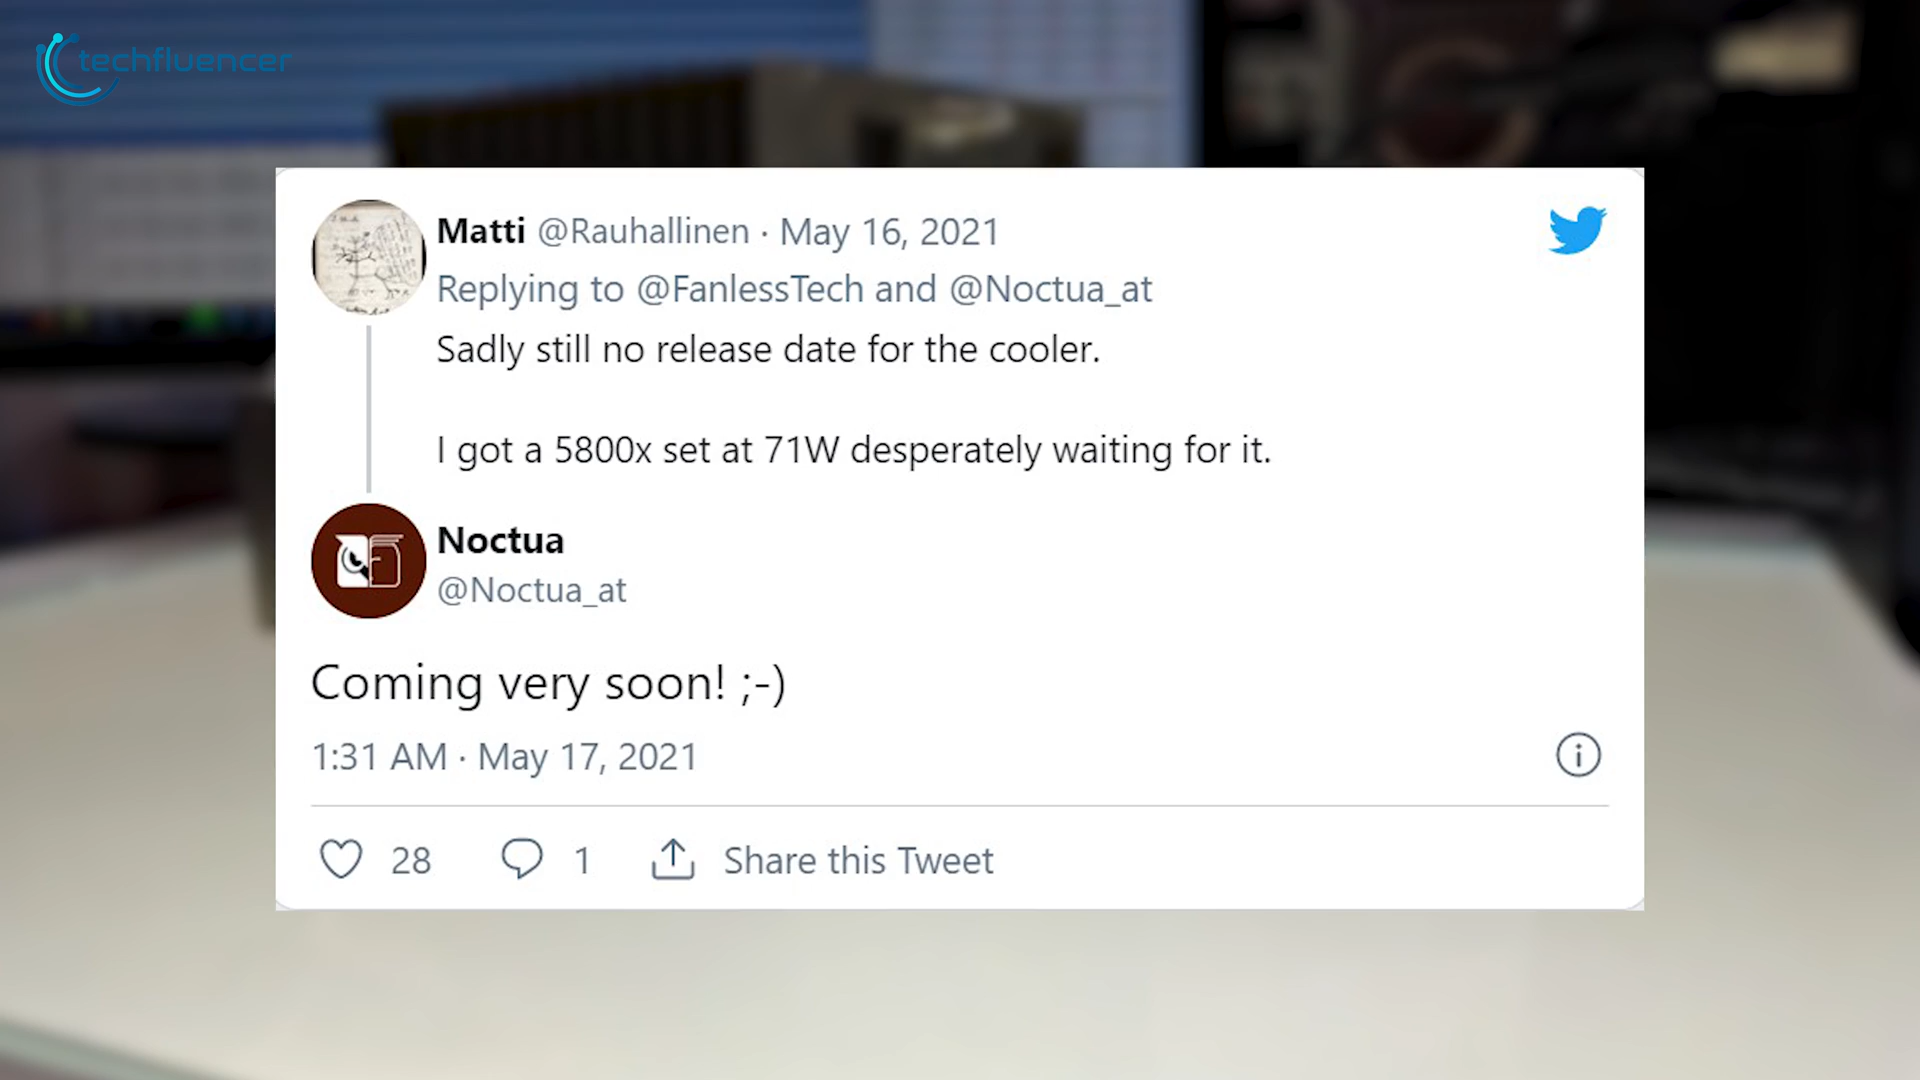 techfluencer
Matti @Rauhallinen · May 16, 2021
Replying to @FanlessTech and @Noctua_at
Sadly still no release date for the cooler.
I got a 5800x set at 71W desperately waiting for it.
Noctua
@Noctua_at
Coming very soon! ;-)
1:31 AM · May 17, 2021
28 1 Share this Tweet